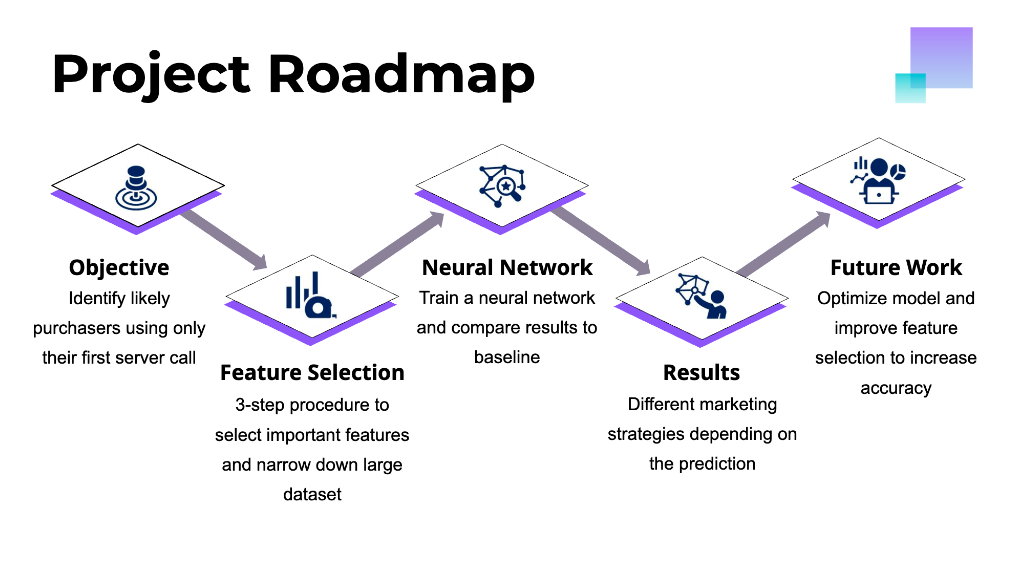 Project Roadmap
Objective
Identify likely
purchasers using only
their first server call
Feature Selection
3-step procedure to
select important features
and narrow down large
dataset
Neural Network
Train a neural network
and compare results to
baseline
Results
Different marketing
strategies depending on
the prediction
Future Work
Optimize model and
improve feature
selection to increase
accuracy